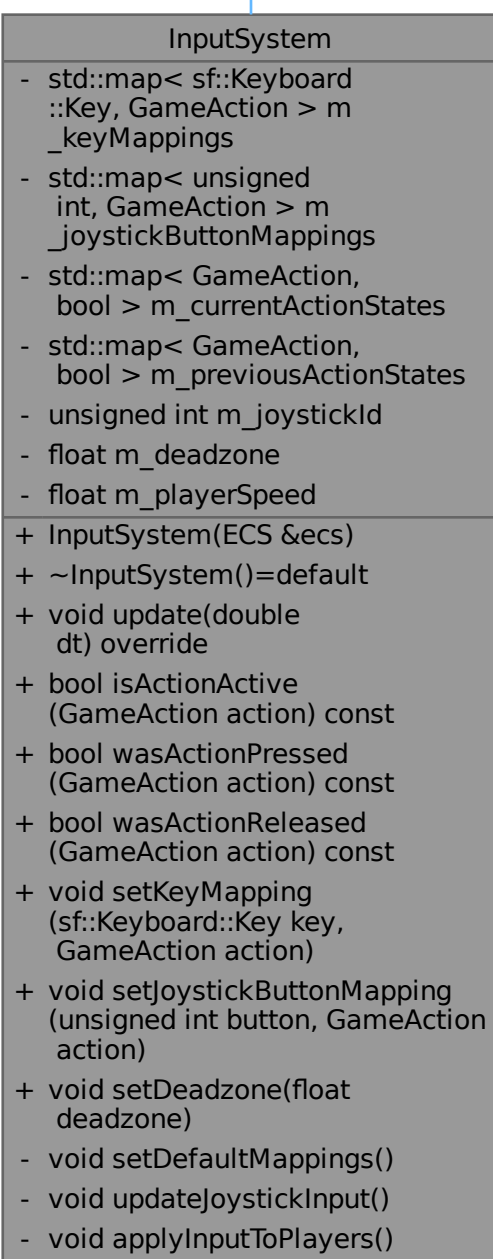 InputSystem
- std::map< sf::Keyboard
::Key, GameAction > m
_keyMappings
- std::map< unsigned
int, GameAction > m
_joystickButtonMappings
- std::map< GameAction,
bool > m_currentActionStates
- std::map< GameAction,
bool > m_previousActionStates
- unsigned int m_joystickId
- float m_deadzone
- float m_playerSpeed
+ InputSystem(ECS &ecs)
+ ~InputSystem()=default
+ void update(double
dt) override
+ bool isActionActive
(GameAction action) const
+ bool wasActionPressed
(GameAction action) const
+ bool wasActionReleased
(GameAction action) const
+ void setKeyMapping
(sf::Keyboard::Key key,
GameAction action)
+ void setJoystickButtonMapping
(unsigned int button, GameAction
action)
+ void setDeadzone(float
deadzone)
- void setDefaultMappings()
- void updateJoystickInput()
- void applyInputToPlayers()